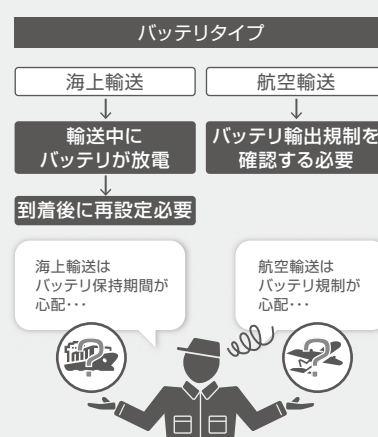 バッテリタイプ
海上輸送
航空輸送
輸送中に
バッテリが放電
バッテリ輸出規制を
確認する必要
到着後に再設定必要
海上輸送は
バッテリ保持期間が
心配･･･
航空輸送は
バッテリ規制が
心配･･･
?
?